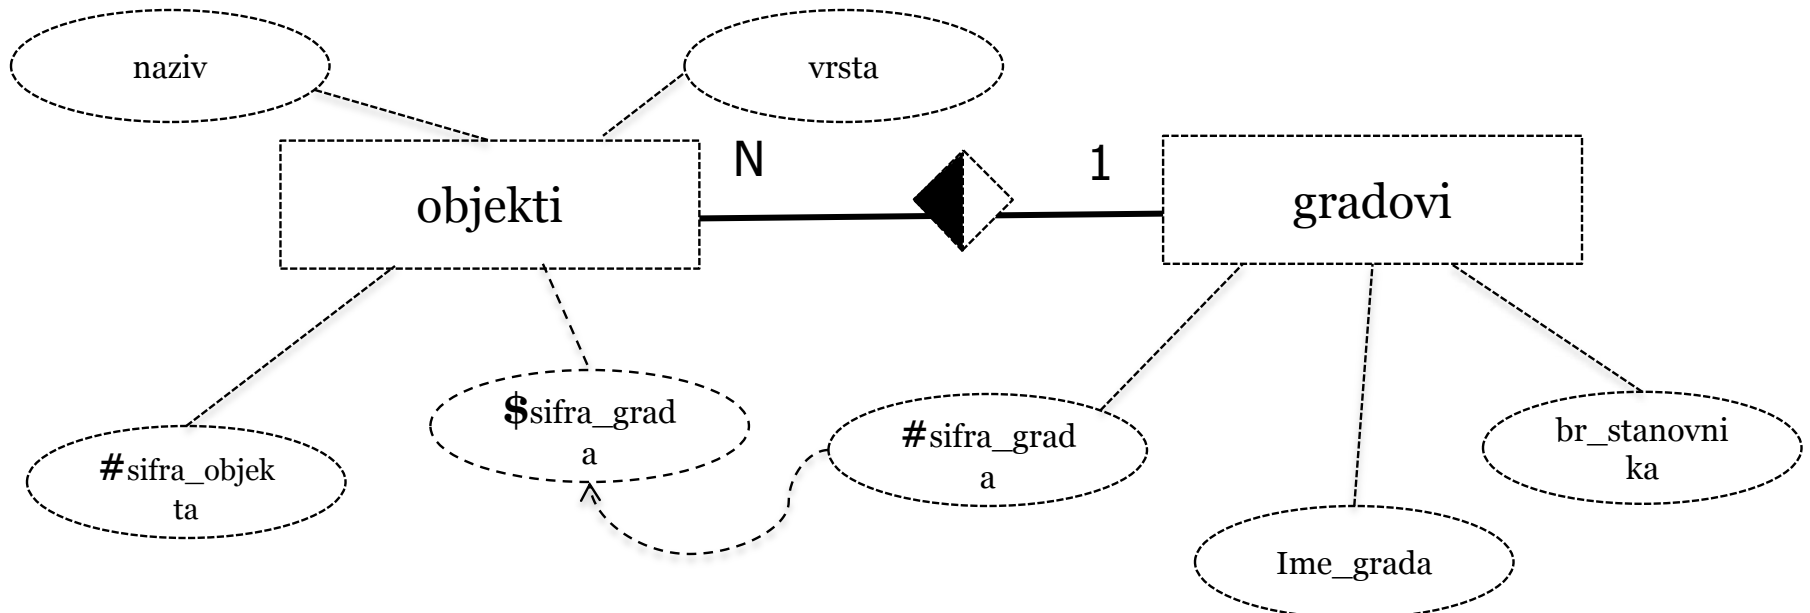 naziv
vrsta
N
1
objekti
gradovi
$sifra_grad
a
#sifra_grad
a
br_stanovni
ka
#sifra_objek
ta
Ime_grada